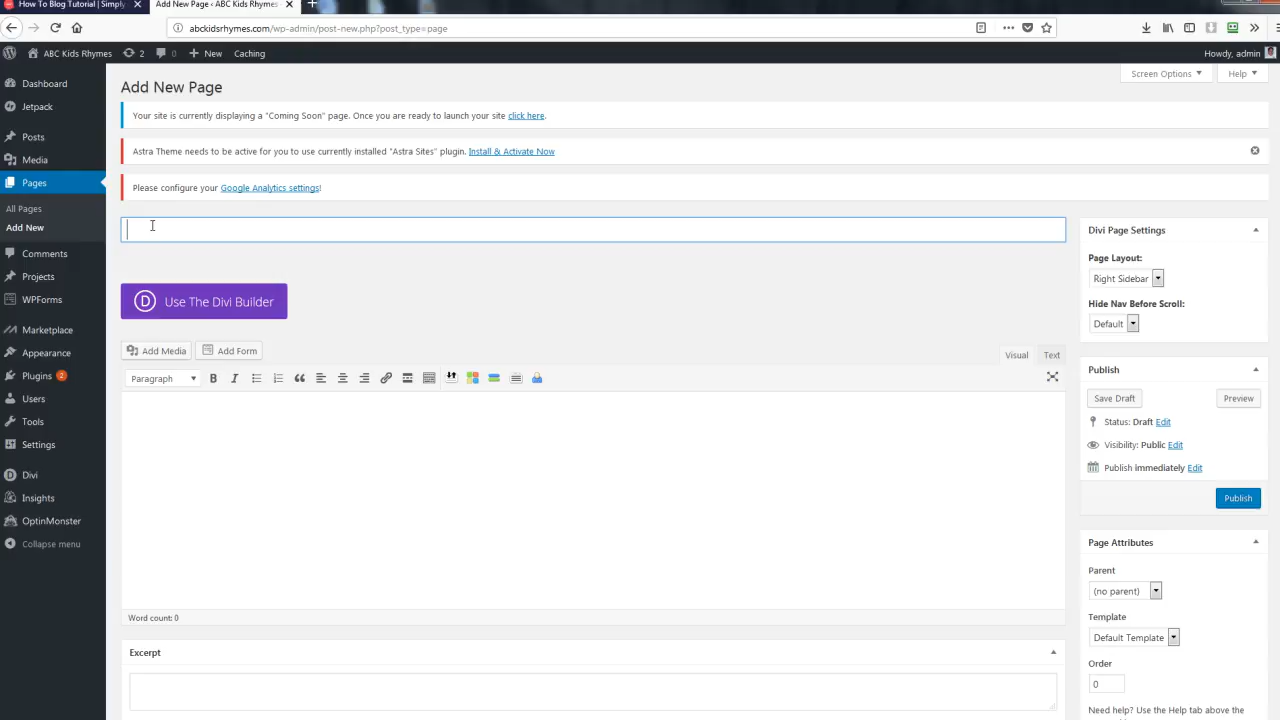 How To Blog Tutorial | Simply
Add New Page ‹ ABC Kids Rhymes
abckidsrhymes.com/wp-admin/post-new.php?post_type=page
ABC Kids Rhymes
2
0
New
Caching
Howdy, admin
Dashboard
Jetpack
Posts
Media
Pages
All Pages
Add New
Comments
Projects
WPForms
Marketplace
Appearance
Plugins 2
Users
Tools
Settings
Divi
Insights
OptinMonster
Collapse menu
Screen Options
Help
Add New Page
Your site is currently displaying a "Coming Soon" page. Once you are ready to launch your site click here.
Astra Theme needs to be active for you to use currently installed "Astra Sites" plugin. Install & Activate Now
Please configure your Google Analytics settings!
D Use The Divi Builder
Add Media
Add Form
Visual
Text
Paragraph
B
I
Word count: 0
Excerpt
Divi Page Settings
Page Layout:
Right Sidebar
Hide Nav Before Scroll:
Default
Publish
Save Draft
Preview
Status: Draft Edit
Visibility: Public Edit
Publish immediately Edit
Publish
Page Attributes
Parent
(no parent)
Template
Default Template
Order
0
Need help? Use the Help tab above the